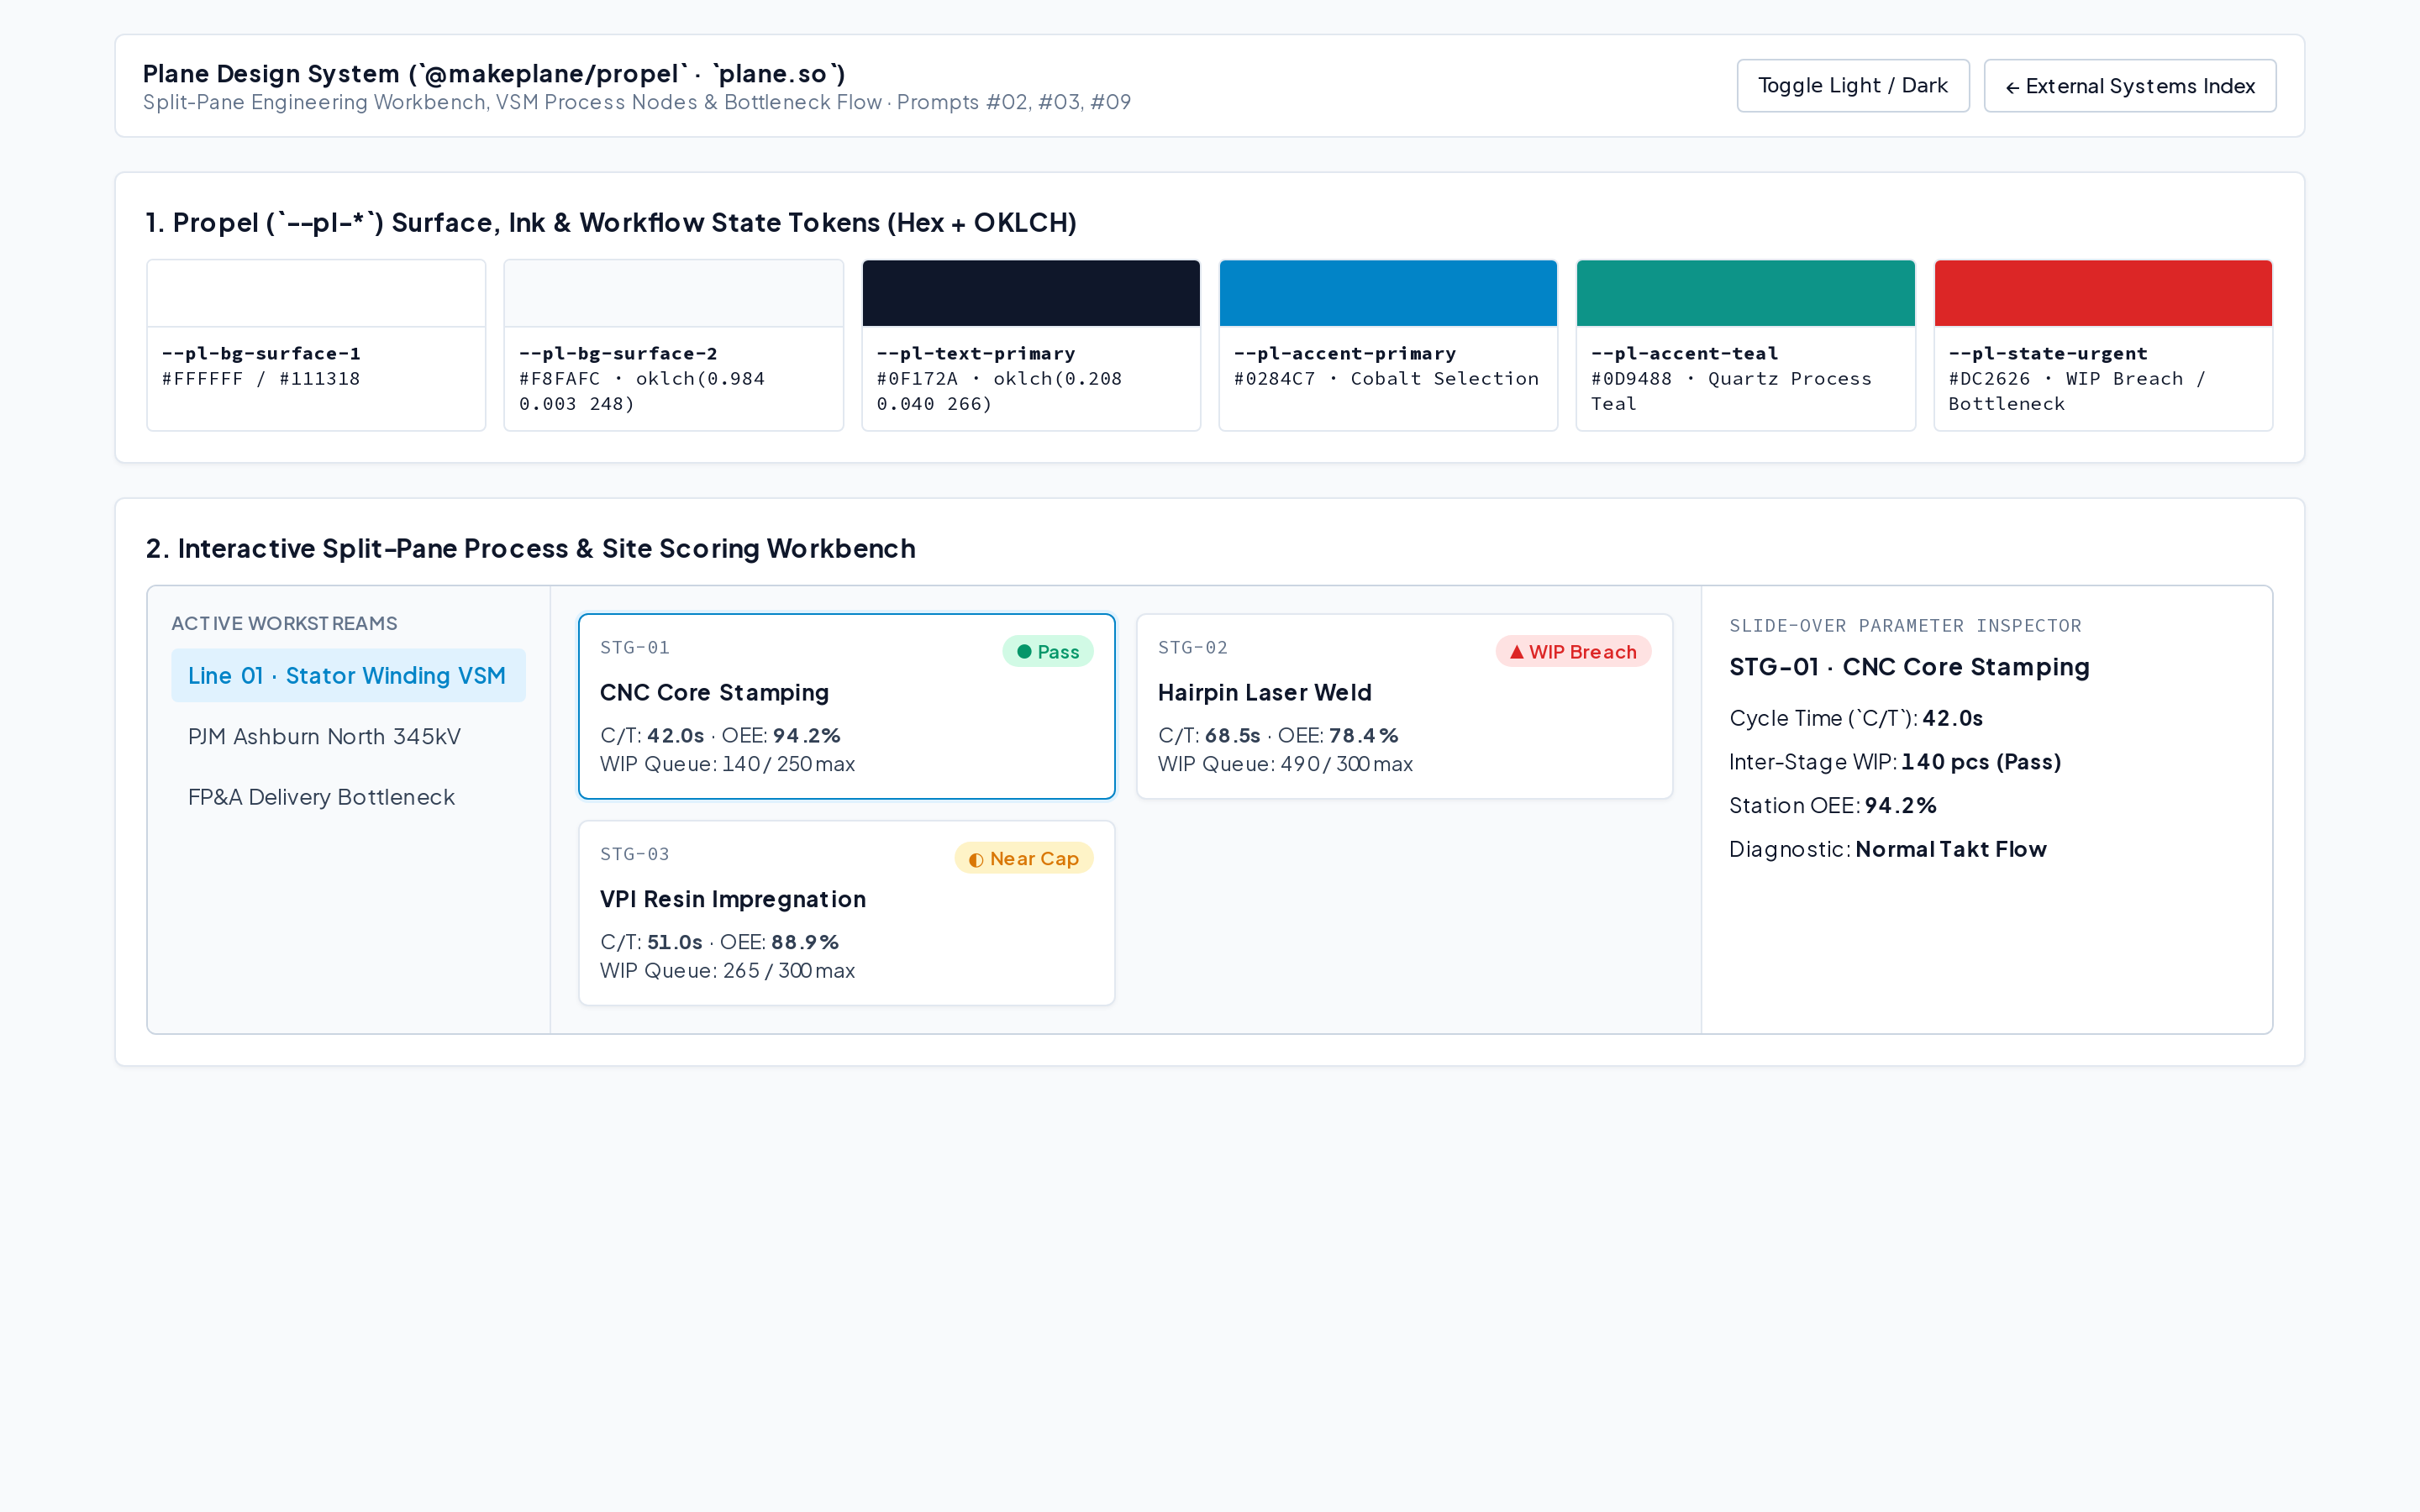 Plane Design System (`@makeplane/propel` · `plane.so`)
Split-Pane Engineering Workbench, VSM Process Nodes & Bottleneck Flow · Prompts #02, #03, #09
Toggle Light / Dark
← External Systems Index
1. Propel (`--pl-*`) Surface, Ink & Workflow State Tokens (Hex + OKLCH)
--pl-bg-surface-1
#FFFFFF / #111318
--pl-bg-surface-2
#F8FAFC · oklch(0.984
0.003 248)
--pl-text-primary
#0F172A · oklch(0.208
0.040 266)
--pl-accent-primary
#0284C7 · Cobalt Selection
--pl-accent-teal
#0D9488 · Quartz Process
Teal
--pl-state-urgent
#DC2626 · WIP Breach /
Bottleneck
2. Interactive Split-Pane Process & Site Scoring Workbench
ACTIVE WORKSTREAMS
Line 01 · Stator Winding VSM
PJM Ashburn North 345kV
FP&A Delivery Bottleneck
STG-01
● Pass
CNC Core Stamping
C/T: 42.0s · OEE: 94.2%
WIP Queue: 140 / 250 max
STG-02
▲ WIP Breach
Hairpin Laser Weld
C/T: 68.5s · OEE: 78.4%
WIP Queue: 490 / 300 max
STG-03
◐ Near Cap
VPI Resin Impregnation
C/T: 51.0s · OEE: 88.9%
WIP Queue: 265 / 300 max
SLIDE-OVER PARAMETER INSPECTOR
STG-01 · CNC Core Stamping
Cycle Time (`C/T`): 42.0s
Inter-Stage WIP: 140 pcs (Pass)
Station OEE: 94.2%
Diagnostic: Normal Takt Flow